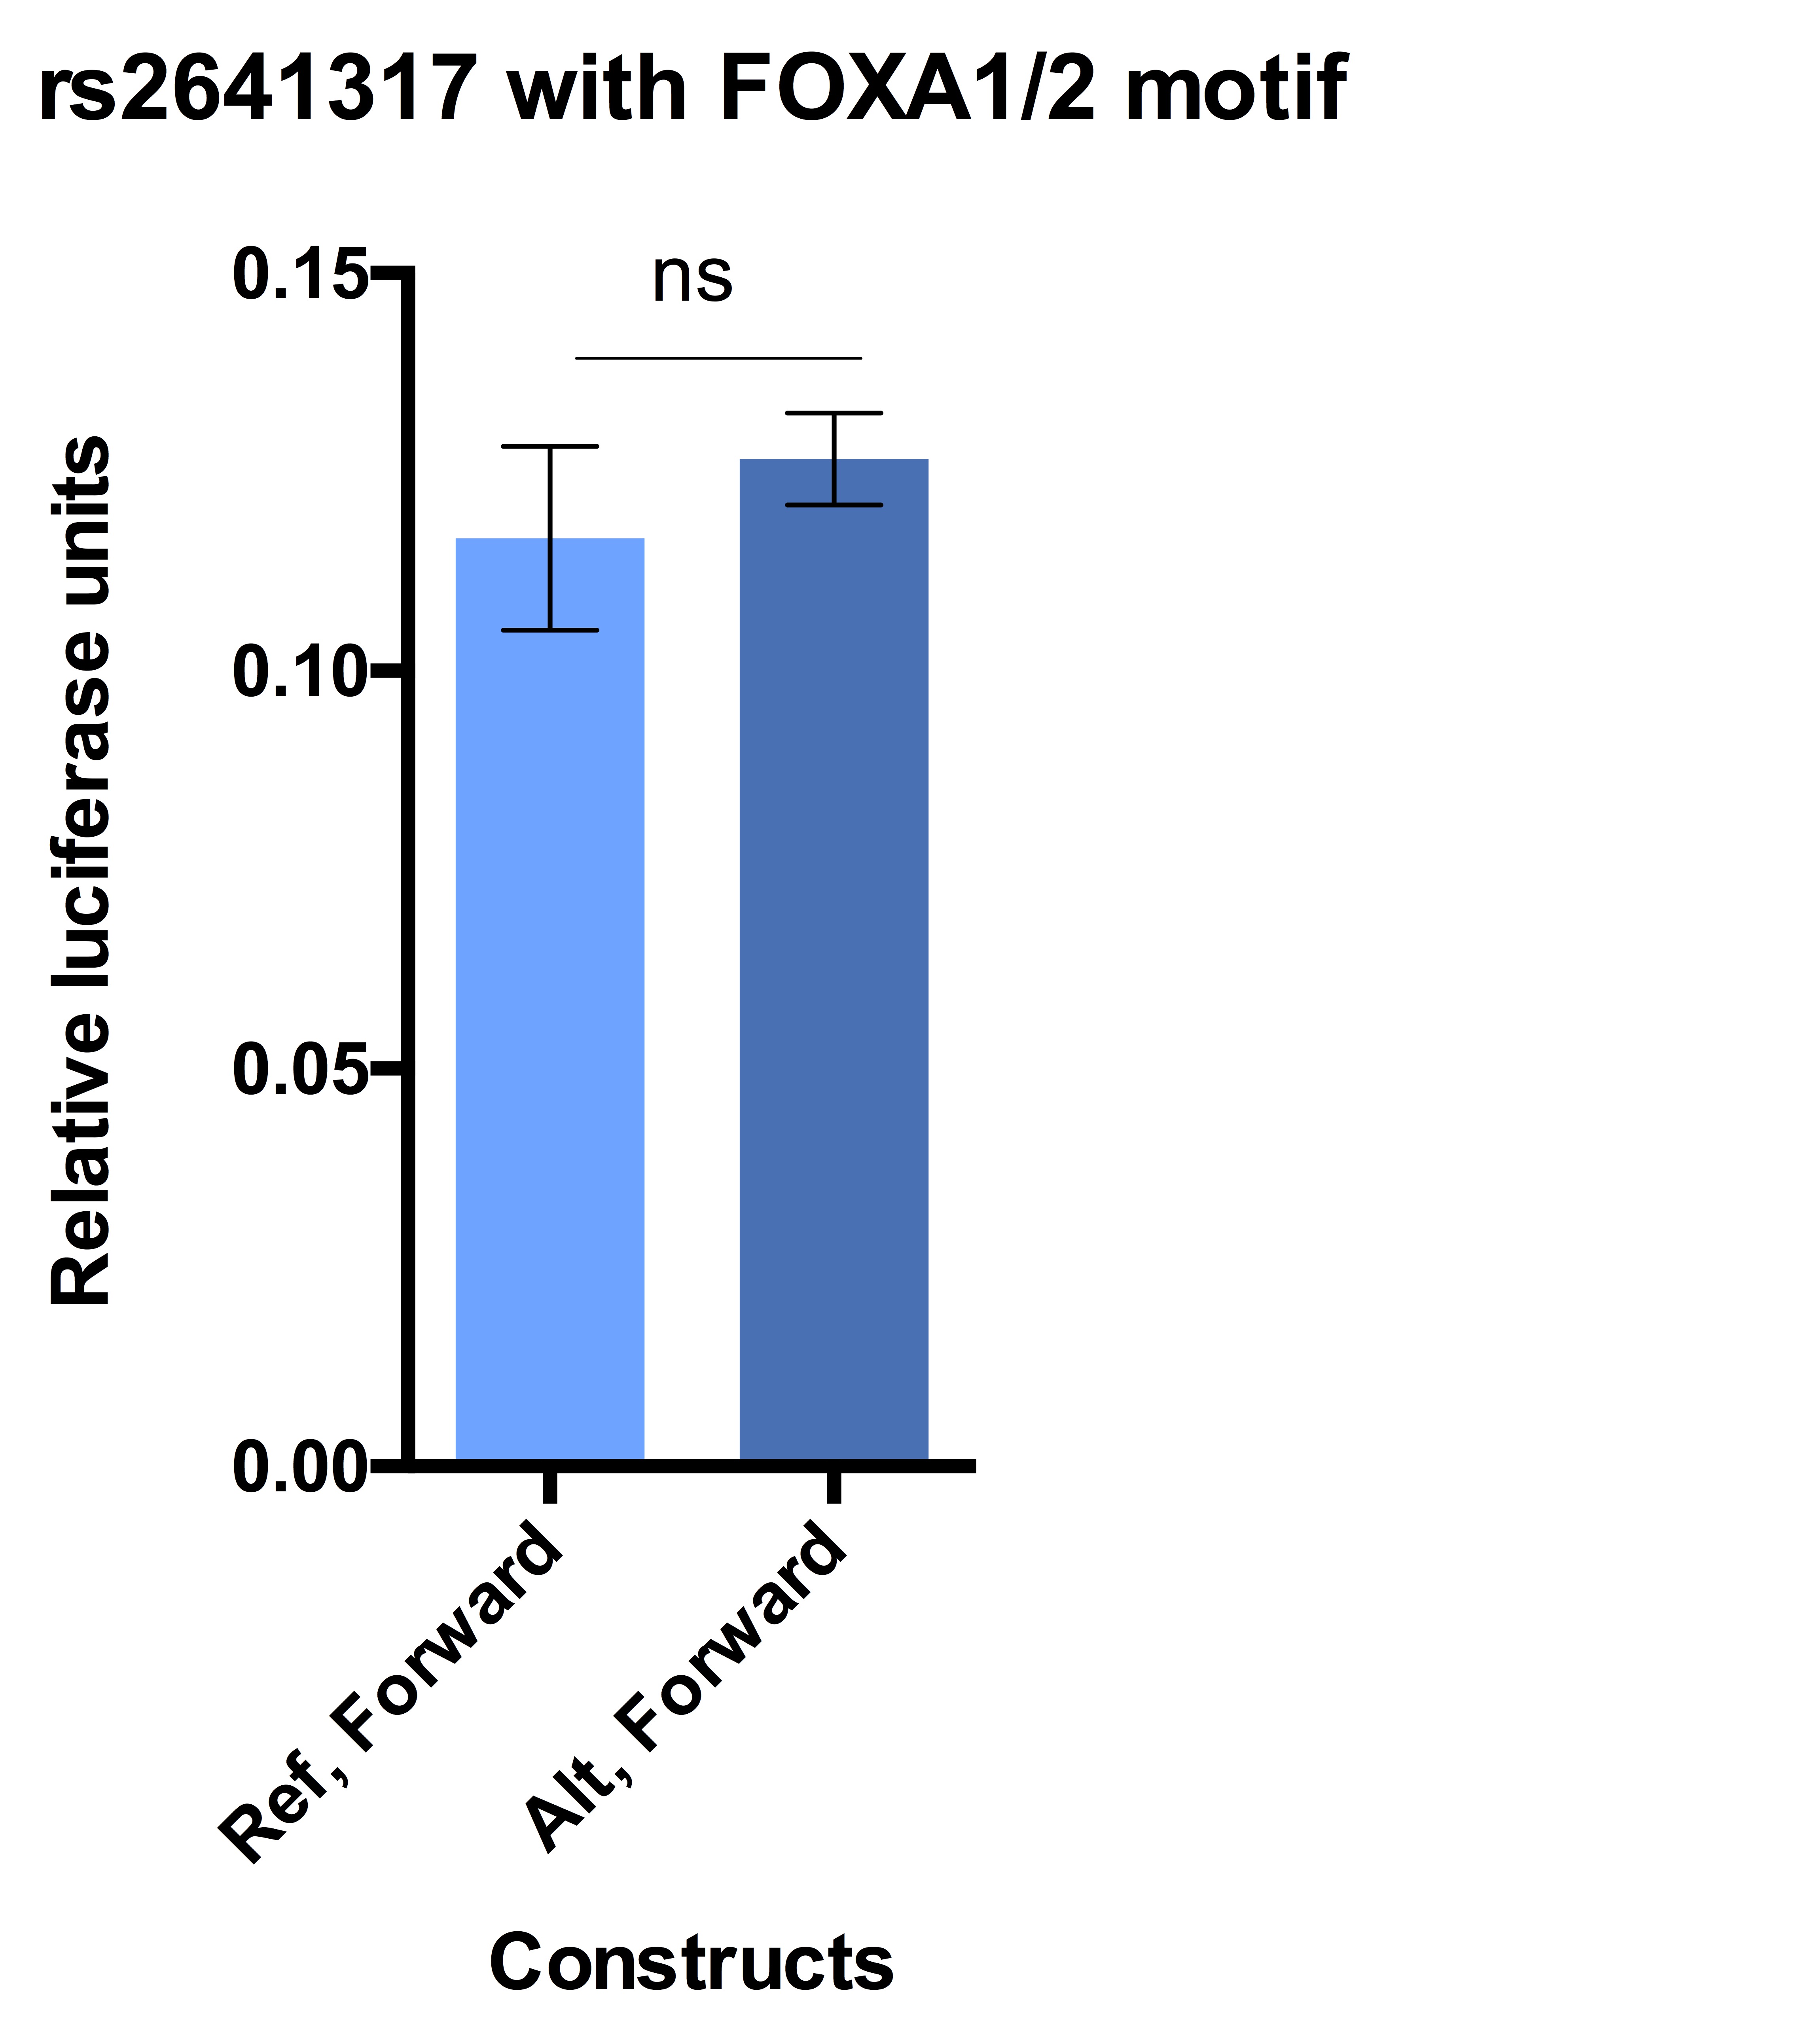 rs2641317 with FOXA1/2 motif
ns
0.15
0.10
0.05
0.00
Relative luciferase units
Ref, Forward
Alt, Forward
Constructs